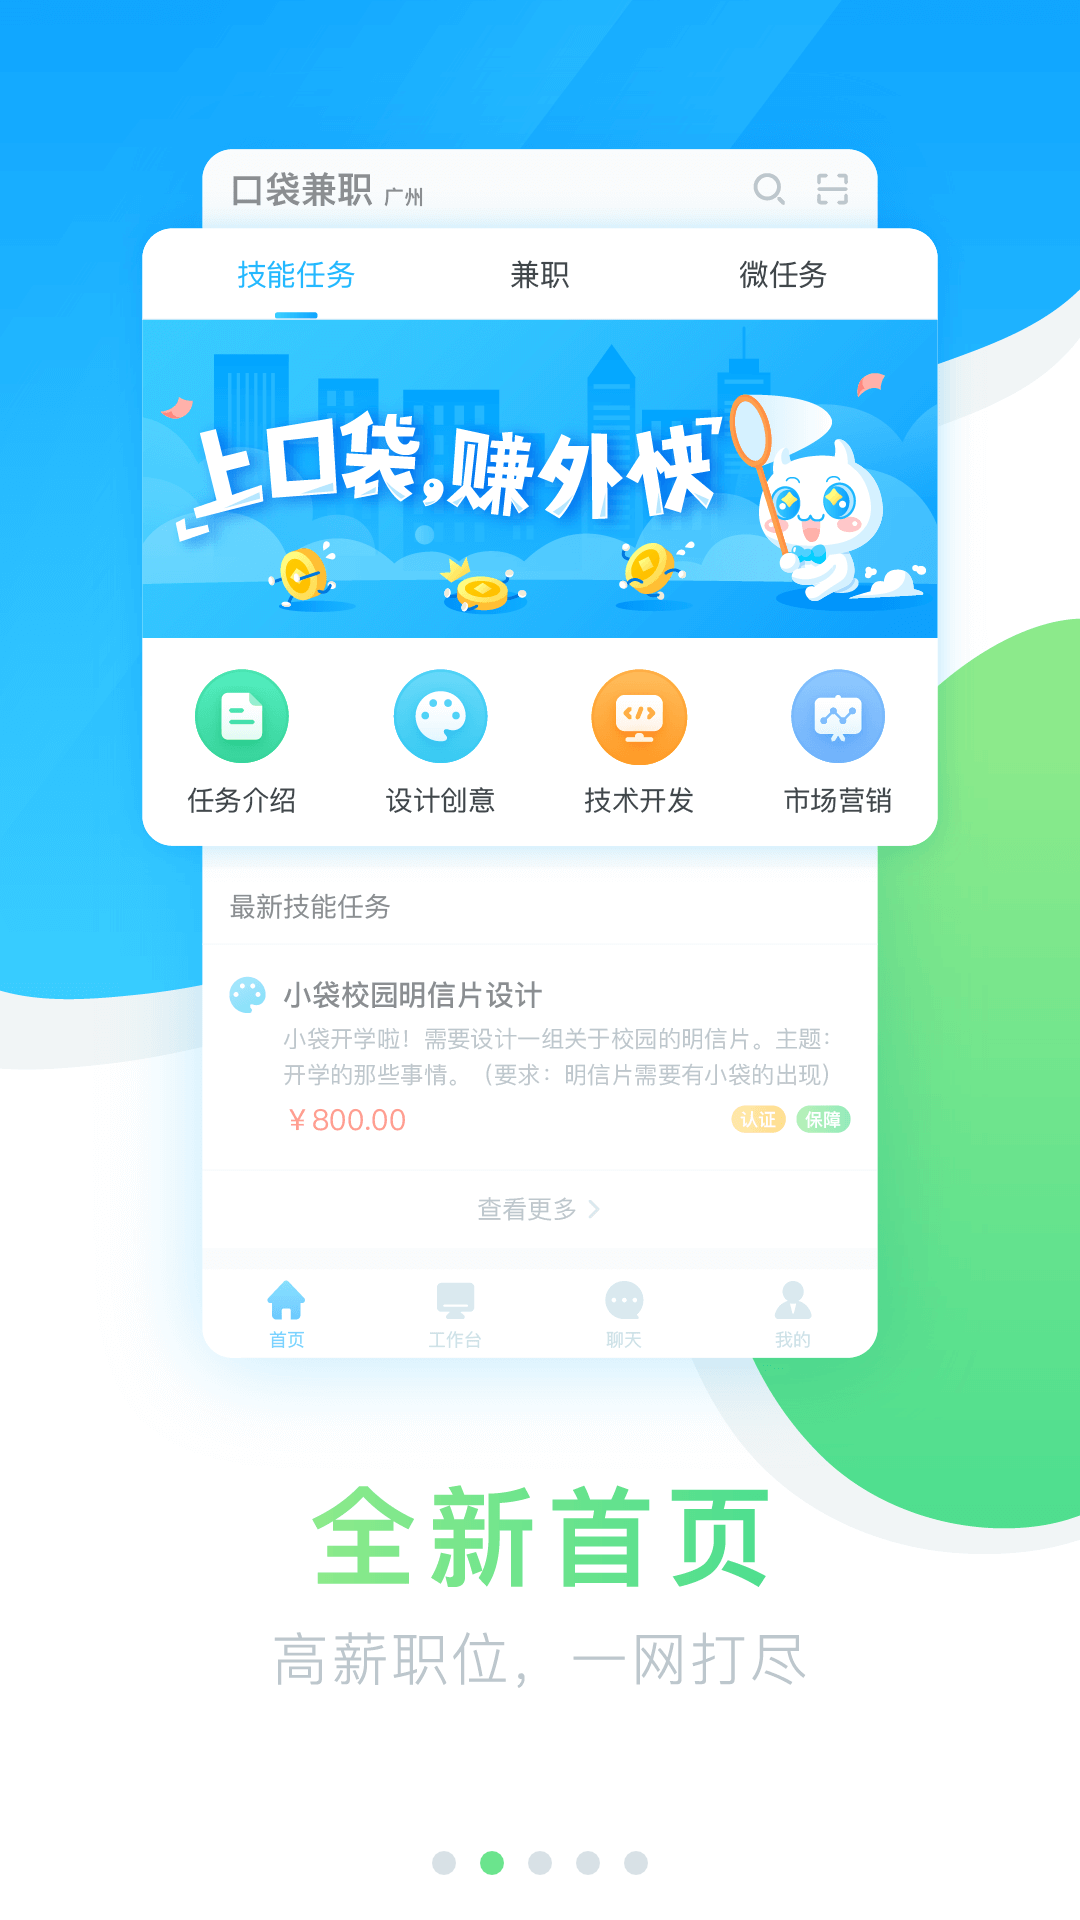 口袋兼职 广州
技能任务 兼职 微任务
上口袋,赚外快
任务介绍 设计创意 技术开发 市场营销
最新技能任务
小袋校园明信片设计
小袋开学啦！需要设计一组关于校园的明信片。主题：
开学的那些事情。（要求：明信片需要有小袋的出现）
¥800.00 认证 保障
查看更多
首页 工作台 聊天 我的
全新首页
高薪职位，一网打尽